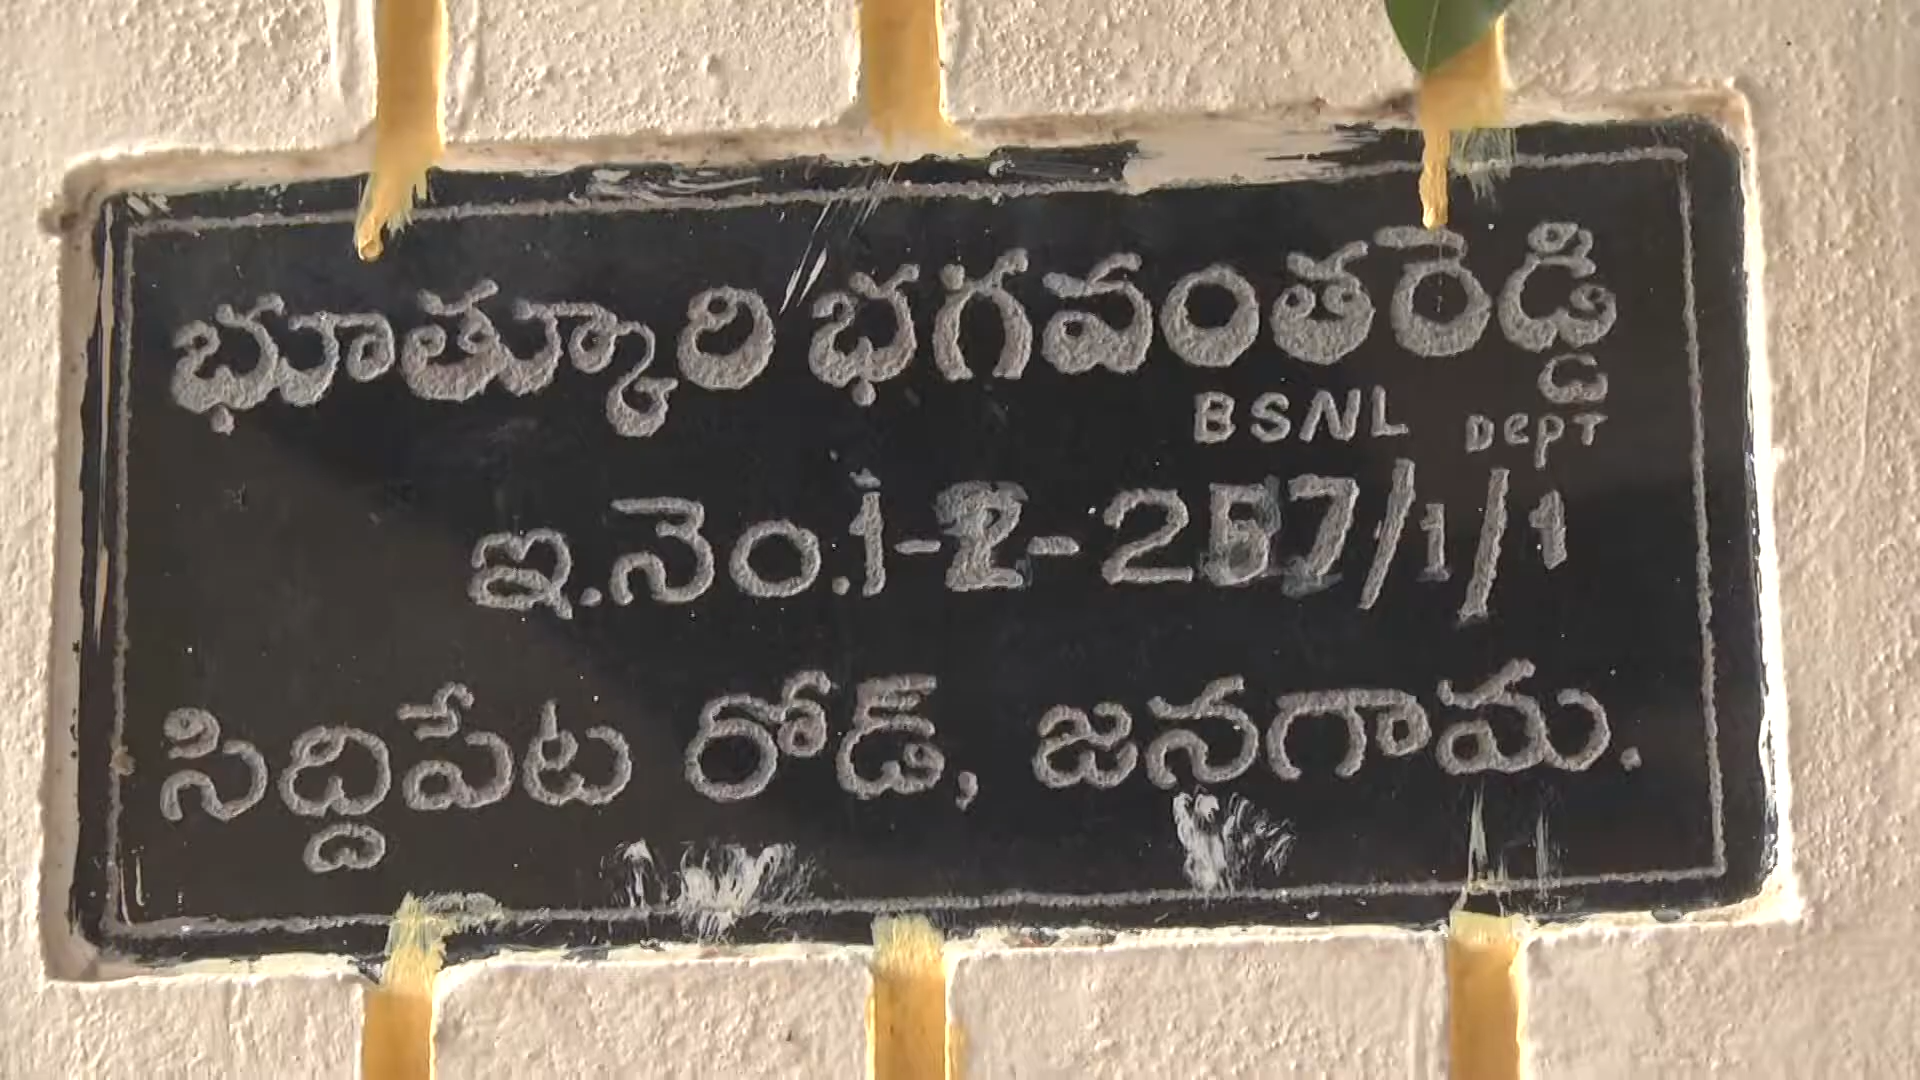 భూత్కూరి భగవంతరెడ్డి
BSNL DEPT
ఇ.నెం.1-2-257/1/1
సిద్దిపేట రోడ్, జనగామ.